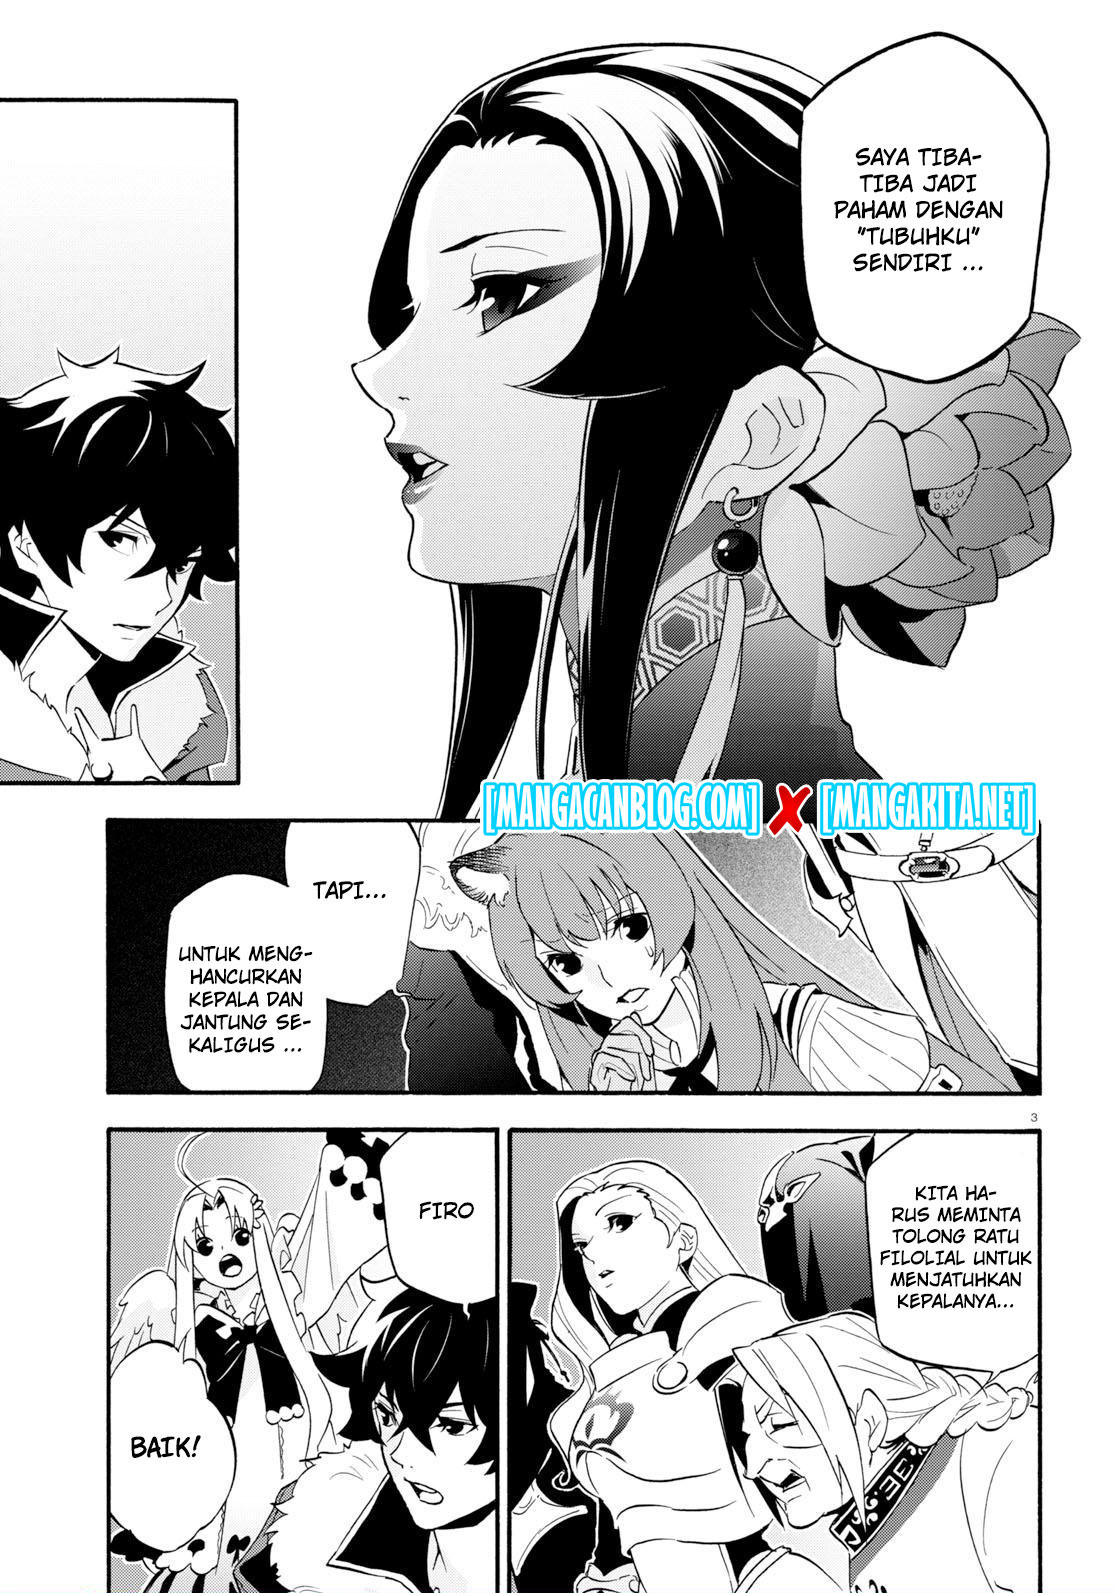 SAYA TIBA-
TIBA JADI
PAHAM DENGAN
"TUBUHKU"
SENDIRI ...
[MANGACANBLOG.COM] X [MANGAKITA.NET]
TAPI...
UNTUK MENG-
HANCURKAN
KEPALA DAN
JANTUNG SE-
KALIGUS ...
3
KITA HA-
RUS MEMINTA
TOLONG RATU
FILOLIAL UNTUK
MENJATUHKAN
KEPALANYA...
FIRO
BAIK!